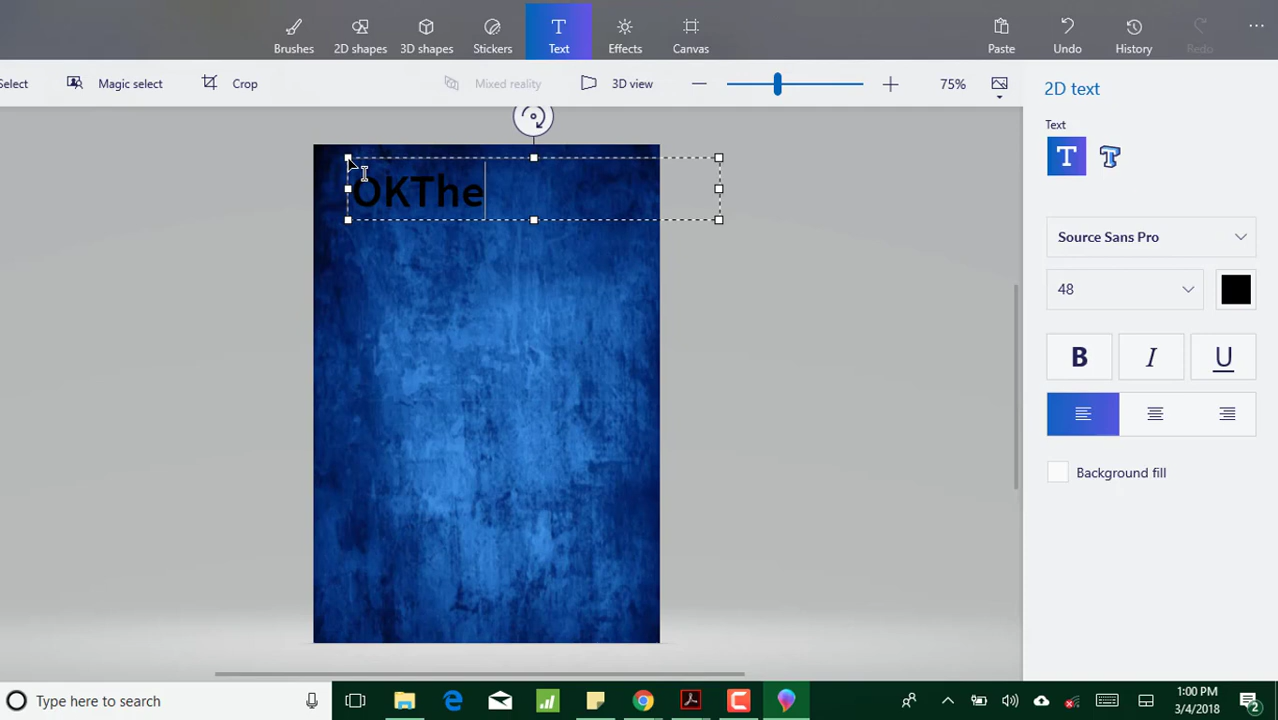 Brushes
2D shapes
3D shapes
Stickers
T
Text
Effects
Canvas
Paste
Undo
History
Redo
Select
Magic select
Crop
Mixed reality
3D view
75%
2D text
Text
T T
Source Sans Pro
48
B I U
Background fill
OKThe
Type here to search
1:00 PM
3/4/2018
2